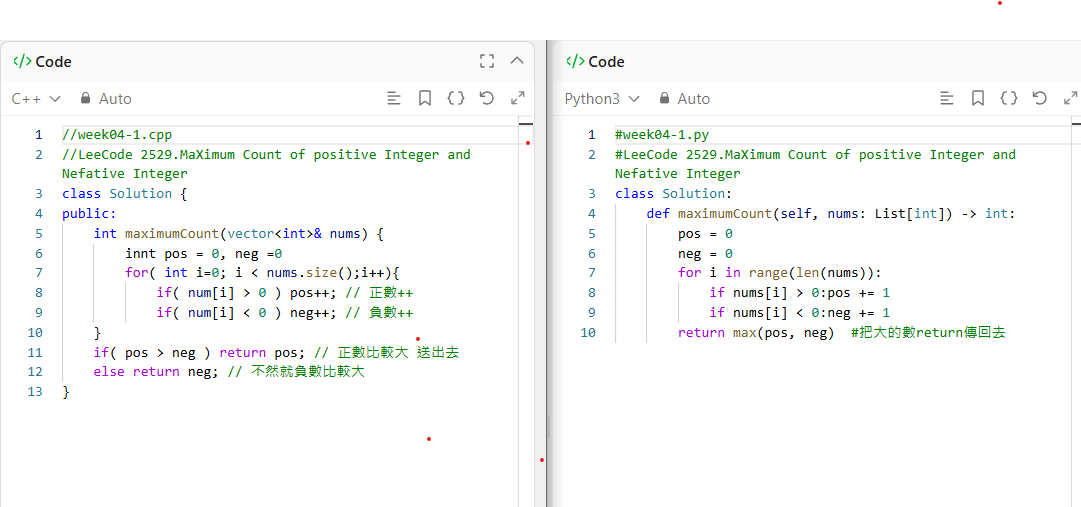 Code
C++
Auto
1 //week04-1.cpp
2 //LeeCode 2529.MaXimum Count of positive Integer and
Nefative Integer
3 class Solution {
4 public:
5 int maximumCount(vector<int>& nums) {
6 innt pos = 0, neg =0
7 for( int i=0; i < nums.size();i++){
8 if( num[i] > 0 ) pos++; // 正數++
9 if( num[i] < 0 ) neg++; // 負數++
10 }
11 if( pos > neg ) return pos; // 正數比較大 送出去
12 else return neg; // 不然就負數比較大
13 }
Code
Python3
Auto
1 #week04-1.py
2 #LeeCode 2529.MaXimum Count of positive Integer and
Nefative Integer
3 class Solution:
4 def maximumCount(self, nums: List[int]) -> int:
5 pos = 0
6 neg = 0
7 for i in range(len(nums)):
8 if nums[i] > 0:pos += 1
9 if nums[i] < 0:neg += 1
10 return max(pos, neg) #把大的數return傳回去